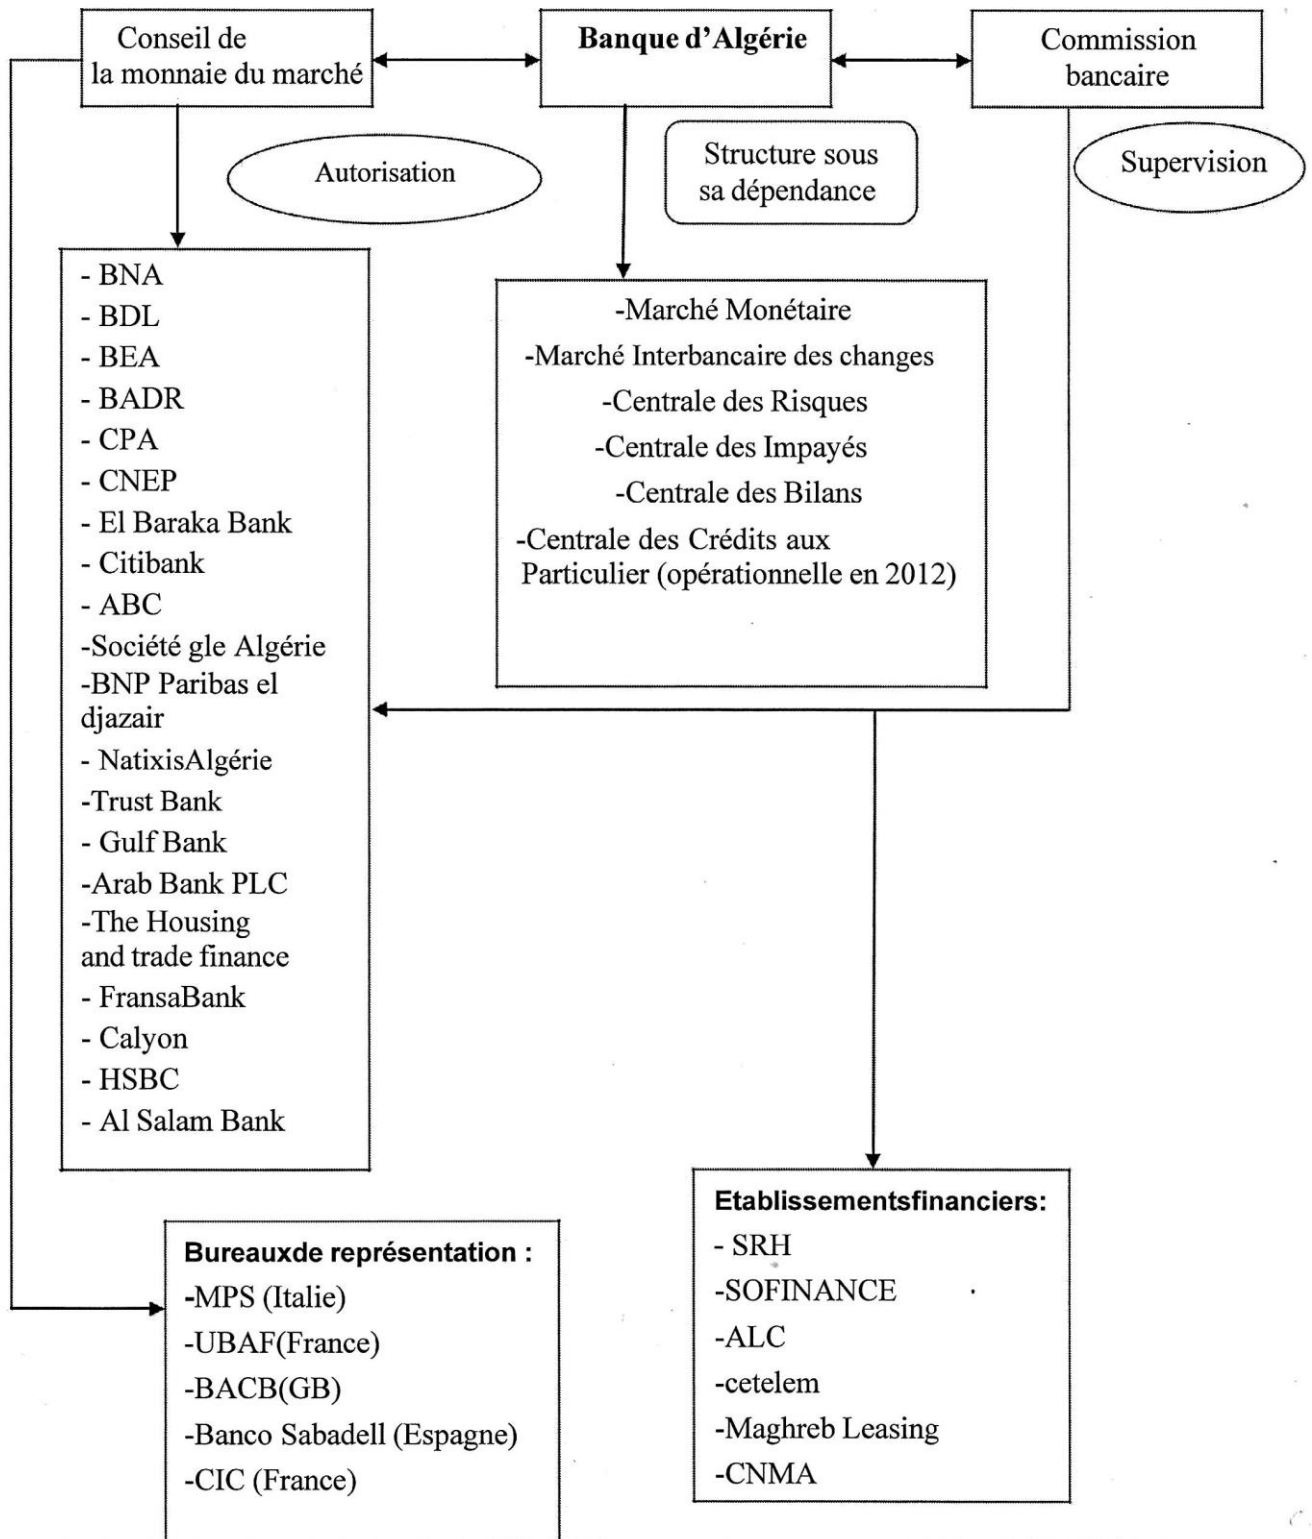 Conseil de
la monnaie du marché
Banque d'Algérie
Commission
bancaire
Autorisation
Structure sous
sa dépendance
Supervision
- BNA
- BDL
- BEA
- BADR
- CPA
- CNEP
- El Baraka Bank
- Citibank
- ABC
-Société gle Algérie
-BNP Paribas el
djazair
- NatixisAlgérie
-Trust Bank
- Gulf Bank
-Arab Bank PLC
-The Housing
and trade finance
- FransaBank
- Calyon
- HSBC
- Al Salam Bank
-Marché Monétaire
-Marché Interbancaire des changes
-Centrale des Risques
-Centrale des Impayés
-Centrale des Bilans
-Centrale des Crédits aux
Particulier (opérationnelle en 2012)
Bureauxde représentation :
-MPS (Italie)
-UBAF(France)
-BACB(GB)
-Banco Sabadell (Espagne)
-CIC (France)
Etablissementsfinanciers:
- SRH
-SOFINANCE
-ALC
-cetelem
-Maghreb Leasing
-CNMA